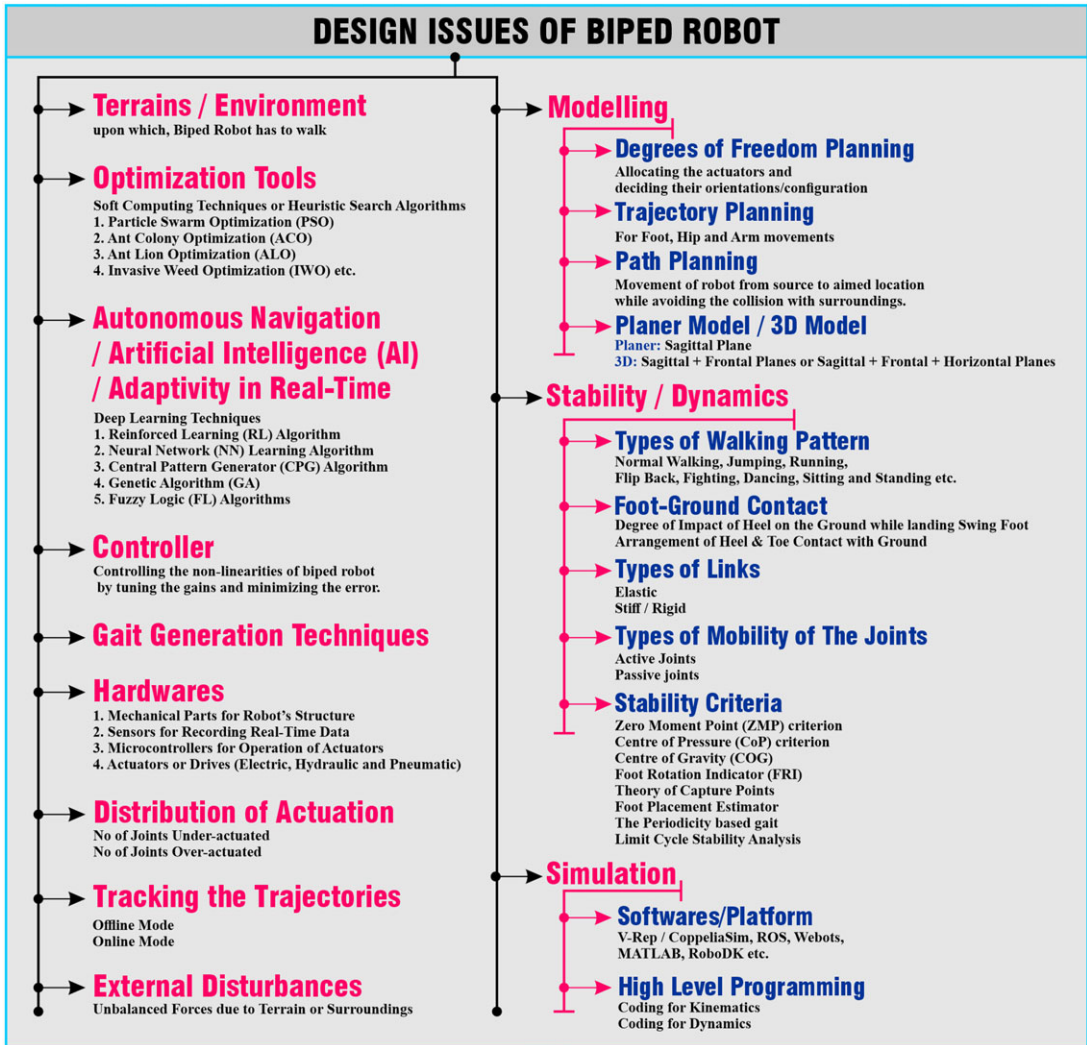 DESIGN ISSUES OF BIPED ROBOT
Terrains / Environment
upon which, Biped Robot has to walk
Optimization Tools
Soft Computing Techniques or Heuristic Search Algorithms
1. Particle Swarm Optimization (PSO)
2. Ant Colony Optimization (ACO)
3. Ant Lion Optimization (ALO)
4. Invasive Weed Optimization (IWO) etc.
Autonomous Navigation
/ Artificial Intelligence (AI)
/ Adaptivity in Real-Time
Deep Learning Techniques
1. Reinforced Learning (RL) Algorithm
2. Neural Network (NN) Learning Algorithm
3. Central Pattern Generator (CPG) Algorithm
4. Genetic Algorithm (GA)
5. Fuzzy Logic (FL) Algorithms
Controller
Controlling the non-linearities of biped robot
by tuning the gains and minimizing the error.
Gait Generation Techniques
Hardwares
1. Mechanical Parts for Robot's Structure
2. Sensors for Recording Real-Time Data
3. Microcontrollers for Operation of Actuators
4. Actuators or Drives (Electric, Hydraulic and Pneumatic)
Distribution of Actuation
No of Joints Under-actuated
No of Joints Over-actuated
Tracking the Trajectories
Offline Mode
Online Mode
External Disturbances
Unbalanced Forces due to Terrain or Surroundings
Modelling
Degrees of Freedom Planning
Allocating the actuators and
deciding their orientations/configuration
Trajectory Planning
For Foot, Hip and Arm movements
Path Planning
Movement of robot from source to aimed location
while avoiding the collision with surroundings.
Planer Model / 3D Model
Planer: Sagittal Plane
3D: Sagittal + Frontal Planes or Sagittal + Frontal + Horizontal Planes
Stability / Dynamics
Types of Walking Pattern
Normal Walking, Jumping, Running,
Flip Back, Fighting, Dancing, Sitting and Standing etc.
Foot-Ground Contact
Degree of Impact of Heel on the Ground while landing Swing Foot
Arrangement of Heel & Toe Contact with Ground
Types of Links
Elastic
Stiff / Rigid
Types of Mobility of The Joints
Active Joints
Passive joints
Stability Criteria
Zero Moment Point (ZMP) criterion
Centre of Pressure (CoP) criterion
Centre of Gravity (COG)
Foot Rotation Indicator (FRI)
Theory of Capture Points
Foot Placement Estimator
The Periodicity based gait
Limit Cycle Stability Analysis
Simulation
Softwares/Platform
V-Rep / CoppeliaSim, ROS, Webots,
MATLAB, RoboDK etc.
High Level Programming
Coding for Kinematics
Coding for Dynamics